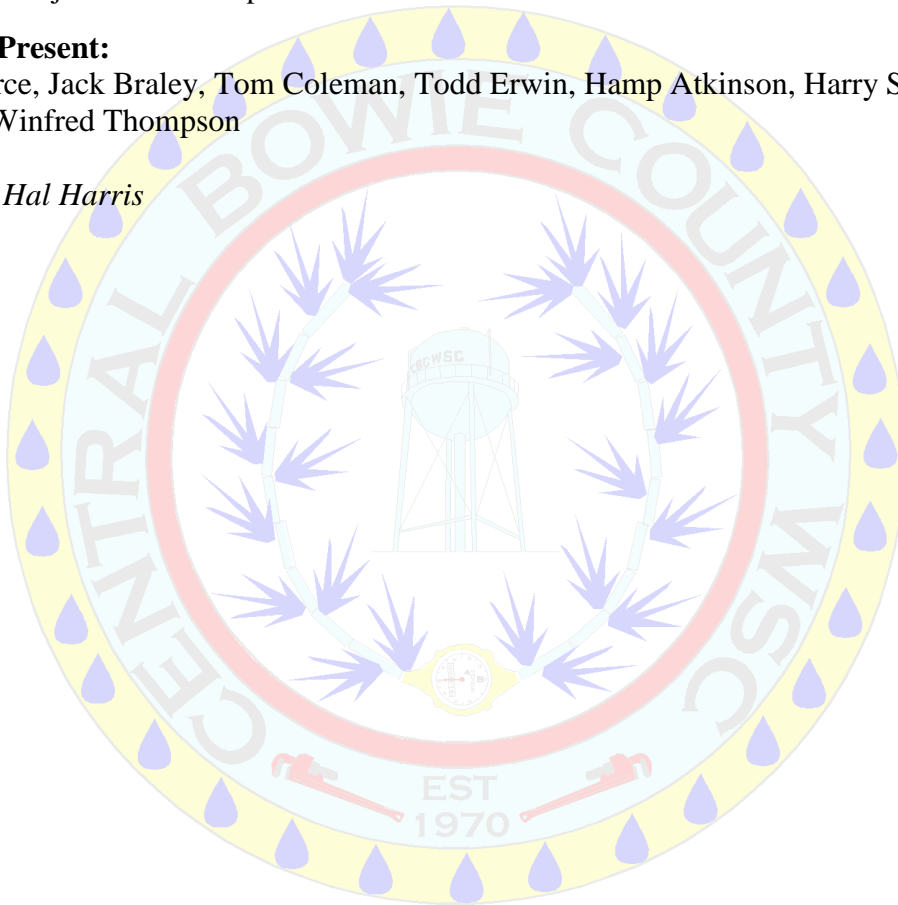 Present:
rce, Jack Braley, Tom Coleman, Todd Erwin, Hamp Atkinson, Harry S
Winfred Thompson
Hal Harris
CENTRAL BOWIE COUNTY WSC
CBCWSC
EST
1970